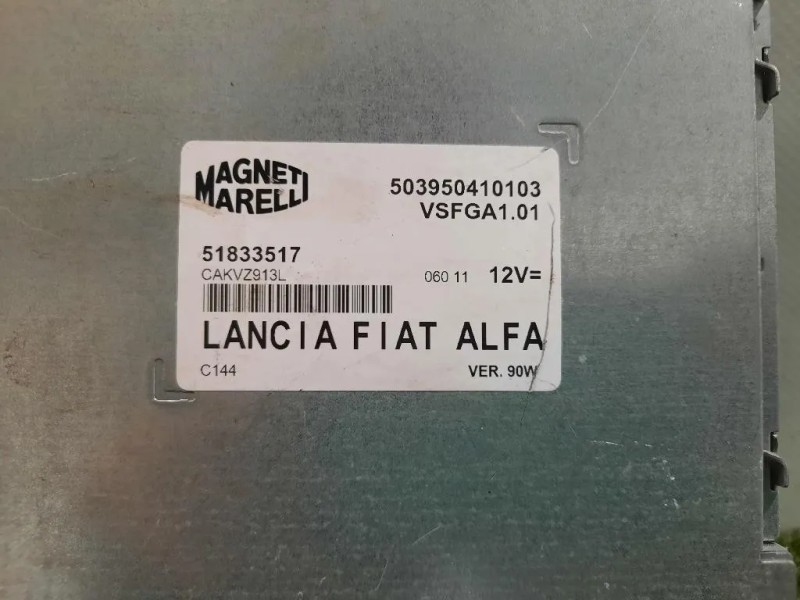 MAGNETI
MARELLI
503950410103
VSFGA1.01
51833517
CAKVZ913L
060 11 12V=
LANCIA FIAT ALFA
C144 VER. 90W